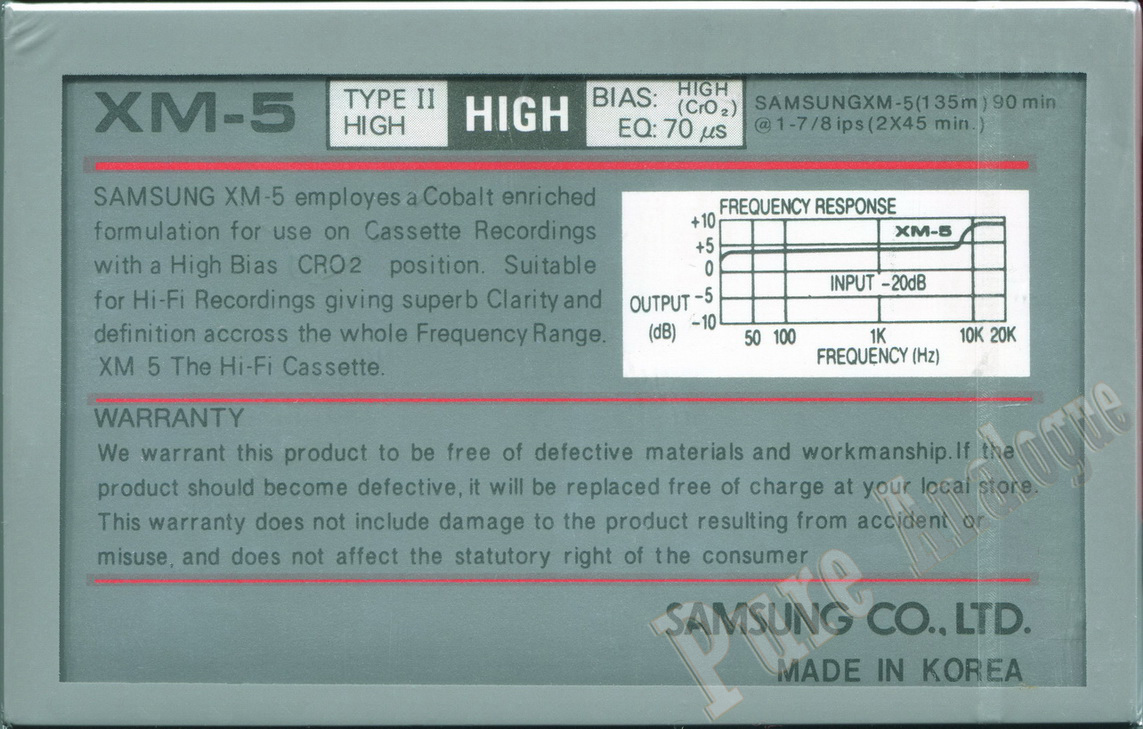 XM-5
TYPE II
HIGH
HIGH
BIAS: HIGH (CrO₂)
EQ: 70 μs
SAMSUNGXM-5(135m) 90 min
@ 1-7/8 ips (2X45 min.)
SAMSUNG XM-5 employes a Cobalt enriched
formulation for use on Cassette Recordings
with a High Bias CRO2 position. Suitable
for Hi-Fi Recordings giving superb Clarity and
definition accross the whole Frequency Range.
XM 5 The Hi-Fi Cassette.
FREQUENCY RESPONSE
+10
XM-5
+5
0
INPUT -20dB
OUTPUT -5
(dB) -10
50 100 1K 10K 20K
FREQUENCY (Hz)
WARRANTY
We warrant this product to be free of defective materials and workmanship. If the
product should become defective, it will be replaced free of charge at your local store.
This warranty does not include damage to the product resulting from accident or
misuse, and does not affect the statutory right of the consumer
SAMSUNG CO., LTD.
MADE IN KOREA
Pure Analogue